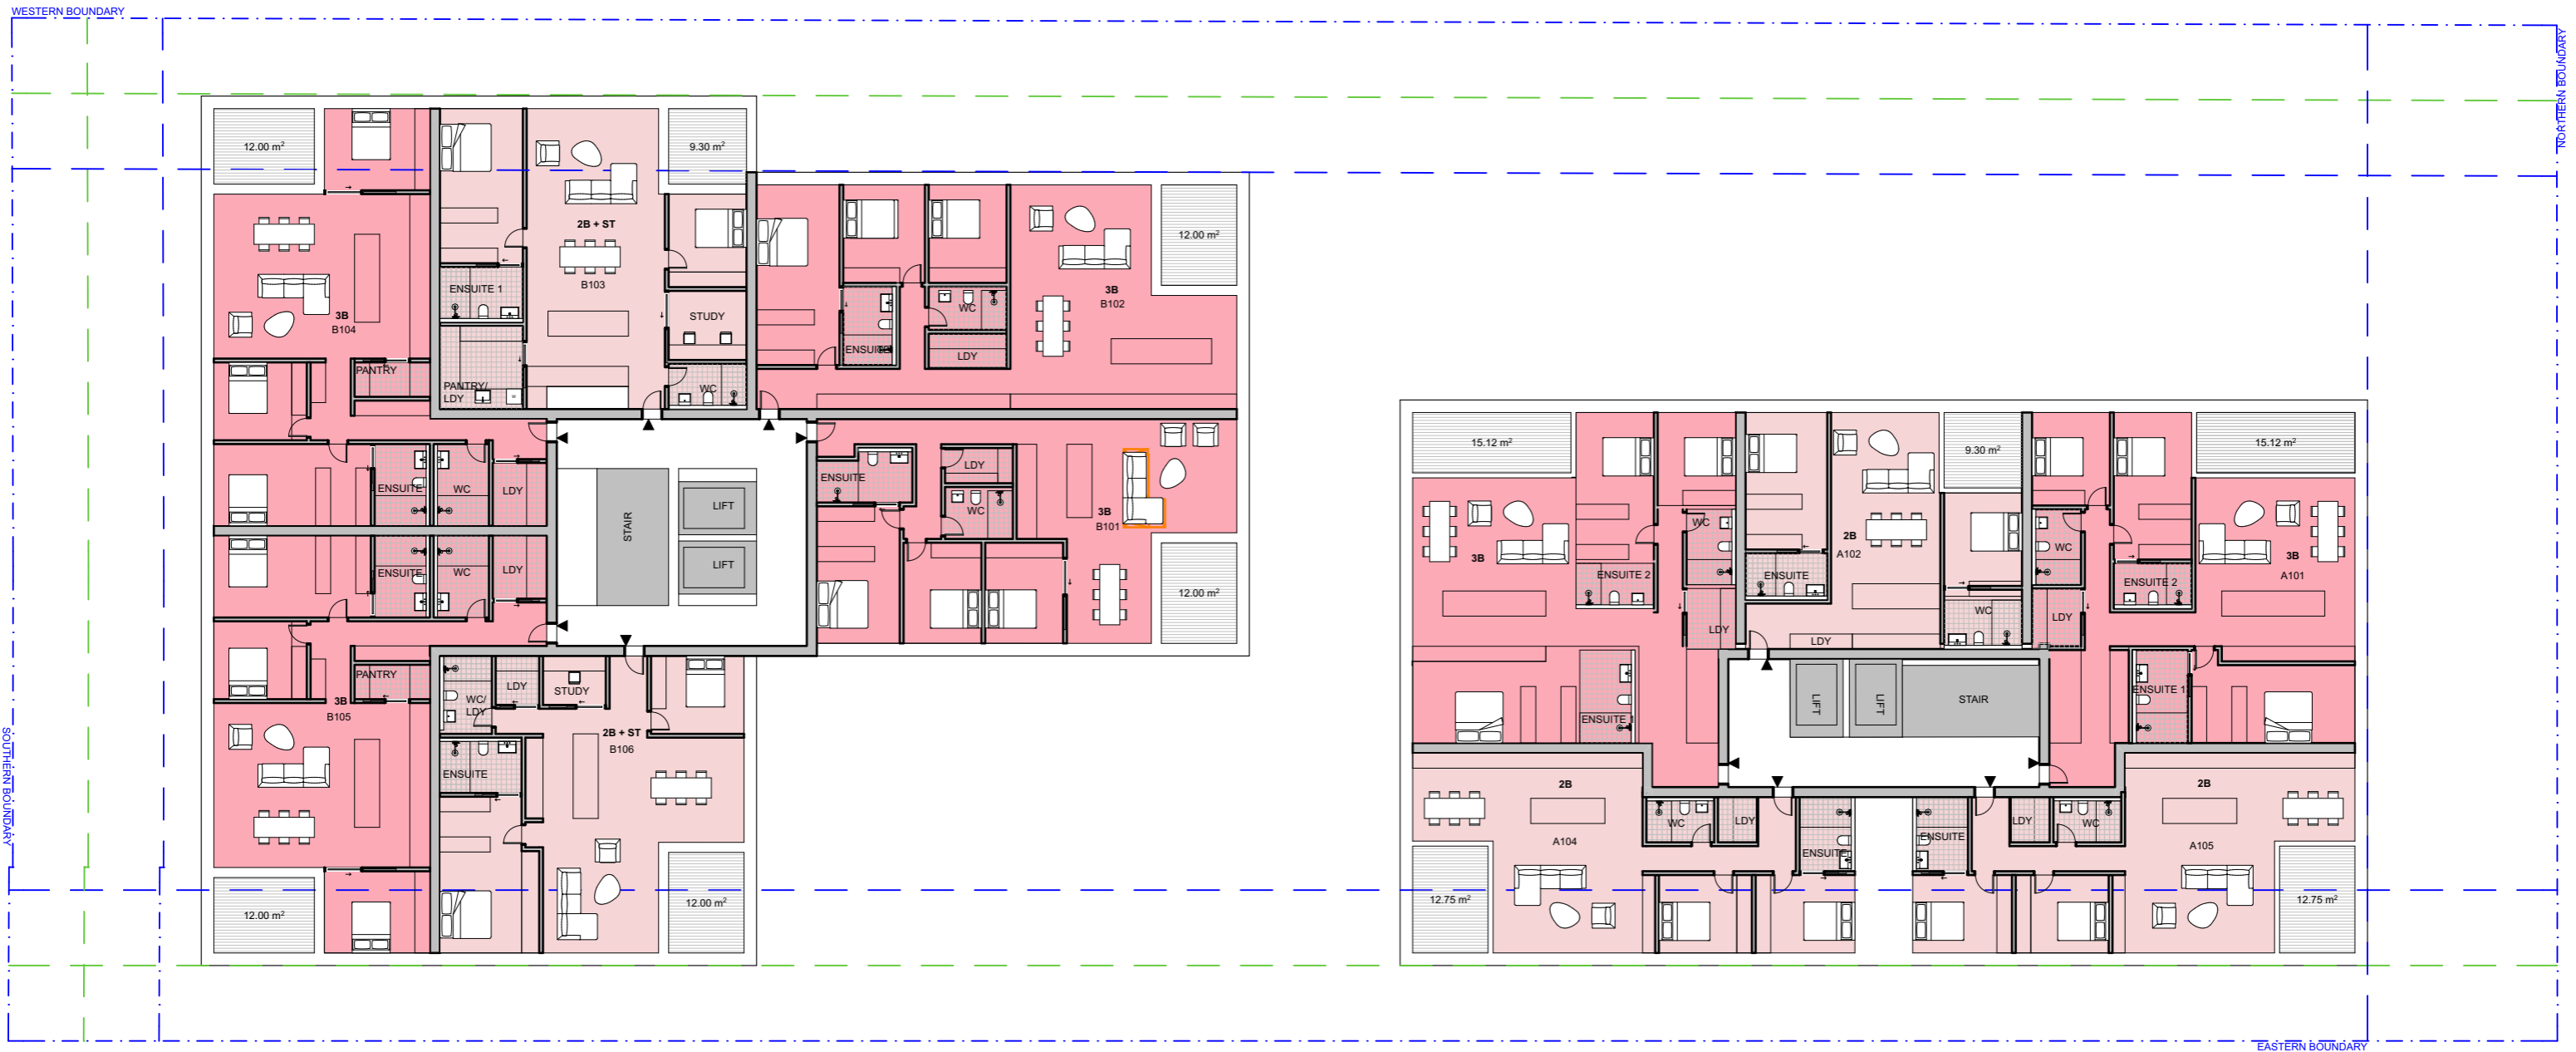 WESTERN BOUNDARY
NORTHERN BOUNDARY
12.00 m²
9.30 m²
2B + ST
B103
ENSUITE 1
STUDY
PANTRY/
LDY
WC
3B
B104
PANTRY
12.00 m²
3B
B102
WC
ENSUITE
LDY
ENSUITE
WC
LDY
ENSUITE
WC
LDY
STAIR
LIFT
LIFT
ENSUITE
LDY
WC
3B
B101
12.00 m²
PANTRY
3B
B105
12.00 m²
WC/
LDY
LDY
STUDY
2B + ST
B106
ENSUITE
12.00 m²
SOUTHERN BOUNDARY
15.12 m²
3B
WC
ENSUITE 2
LDY
ENSUITE 1
9.30 m²
2B
A102
ENSUITE
WC
LDY
15.12 m²
3B
A101
WC
ENSUITE 2
LDY
ENSUITE 1
LIFT
LIFT
STAIR
2B
A104
WC
LDY
ENSUITE
12.75 m²
2B
A105
ENSUITE
LDY
WC
12.75 m²
EASTERN BOUNDARY